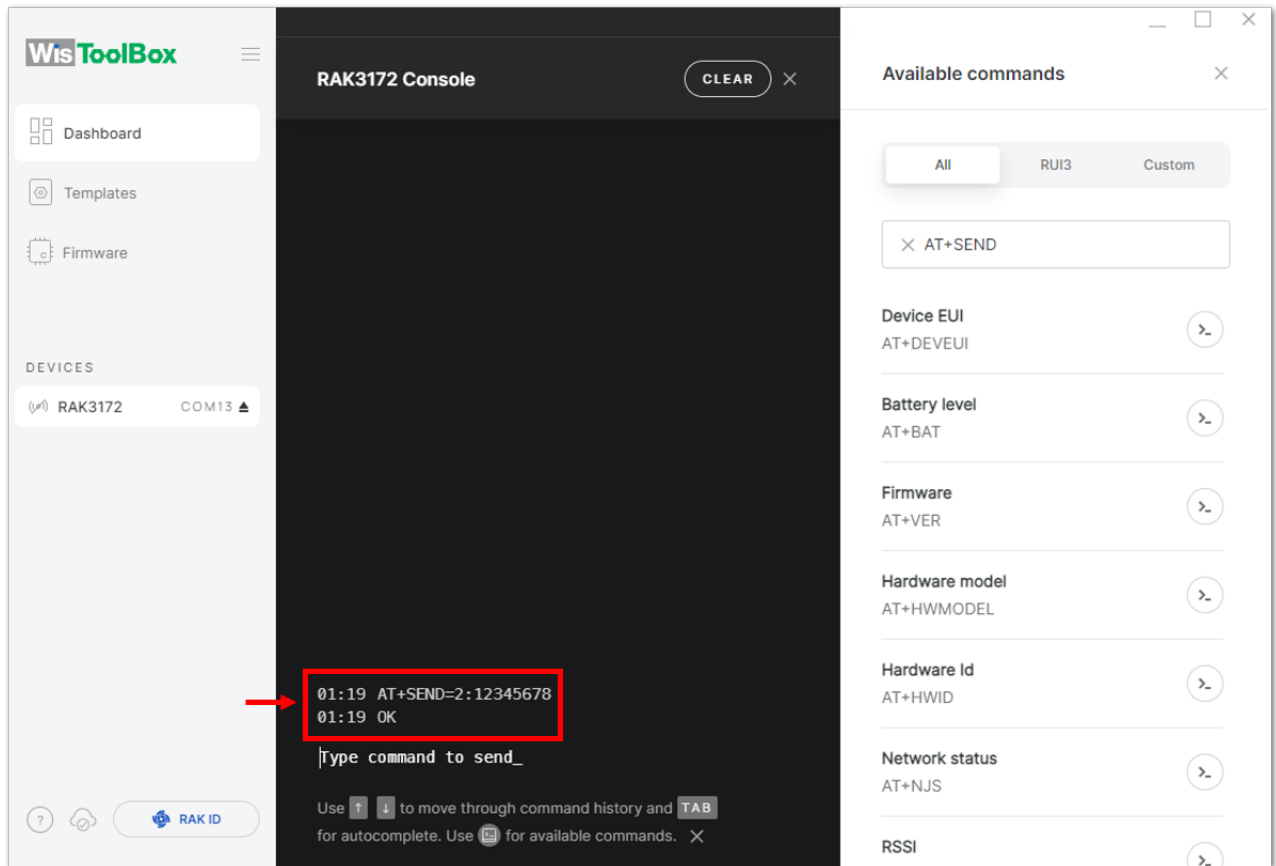 WisToolBox
Dashboard
Templates
Firmware
DEVICES
RAK3172 COM13
RAK ID
RAK3172 Console
CLEAR
01:19 AT+SEND=2:12345678
01:19 OK
Type command to send_
Use ↑ ↓ to move through command history and TAB
for autocomplete. Use for available commands.
Available commands
All RUI3 Custom
AT+SEND
Device EUI
AT+DEVEUI
Battery level
AT+BAT
Firmware
AT+VER
Hardware model
AT+HWMODEL
Hardware Id
AT+HWID
Network status
AT+NJS
RSSI